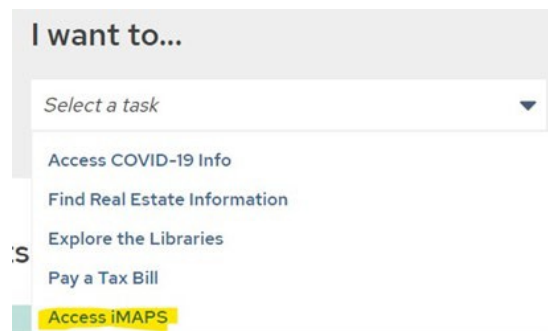 I want to...
Select a task
Access COVID-19 Info
Find Real Estate Information
Explore the Libraries
Pay a Tax Bill
Access iMAPS